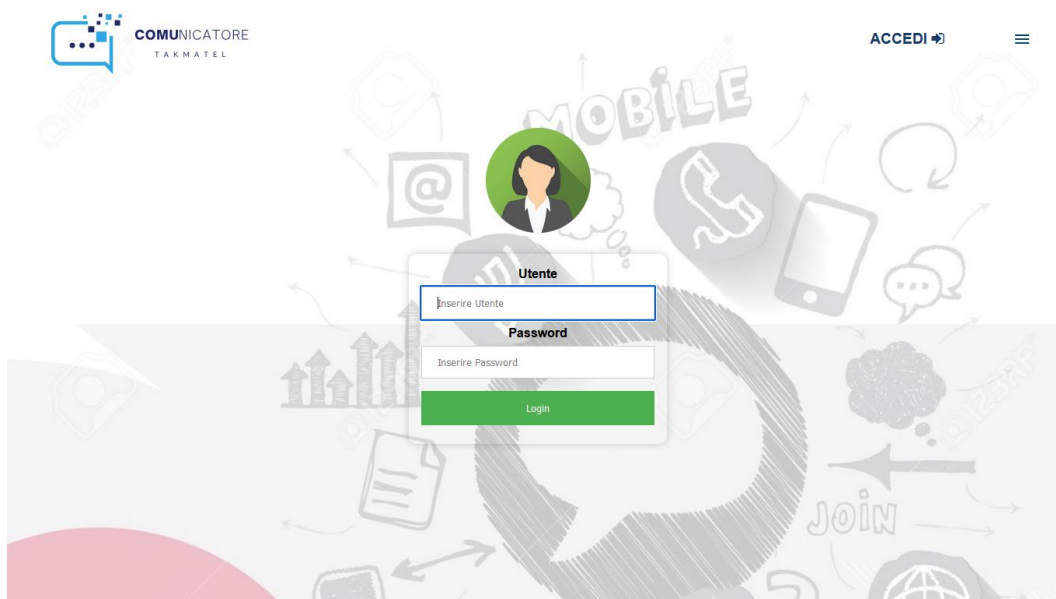 COMUNICATORE
TAKMATEL
ACCEDI
MOBILE
@
Utente
Inserire Utente
Password
Inserire Password
Login
JOIN